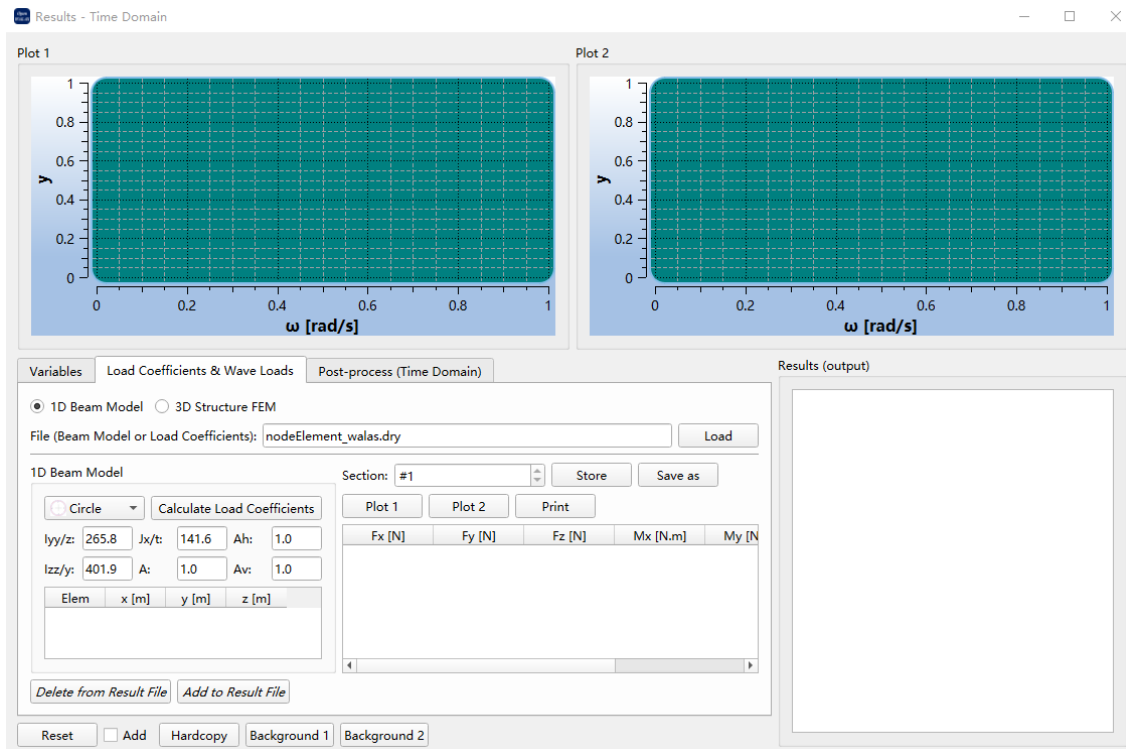 Results - Time Domain
Plot 1
Plot 2
1
0.8
0.6
0.4
0.2
0
y
0 0.2 0.4 0.6 0.8 1
ω [rad/s]
1
0.8
0.6
0.4
0.2
0
y
0 0.2 0.4 0.6 0.8 1
ω [rad/s]
Variables Load Coefficients & Wave Loads Post-process (Time Domain)
Results (output)
1D Beam Model 3D Structure FEM
File (Beam Model or Load Coefficients): nodeElement_walas.dry Load
1D Beam Model
Section: #1 Store Save as
Circle Calculate Load Coefficients
Plot 1 Plot 2 Print
Iyy/z: 265.8 Jx/t: 141.6 Ah: 1.0
Izz/y: 401.9 A: 1.0 Av: 1.0
Fx [N] Fy [N] Fz [N] Mx [N.m] My [N
Elem x [m] y [m] z [m]
Delete from Result File Add to Result File
Reset Add Hardcopy Background 1 Background 2